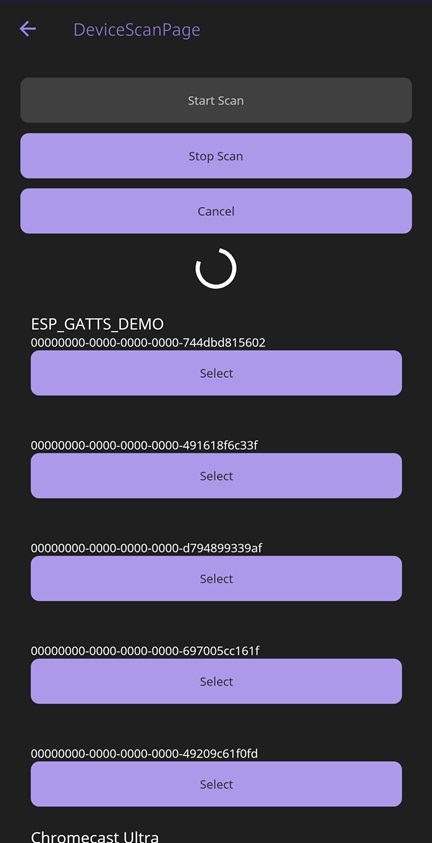 DeviceScanPage
Start Scan
Stop Scan
Cancel
ESP_GATTS_DEMO
00000000-0000-0000-0000-744dbd815602
Select
00000000-0000-0000-0000-491618f6c33f
Select
00000000-0000-0000-0000-d794899339af
Select
00000000-0000-0000-0000-697005cc161f
Select
00000000-0000-0000-0000-49209c61f0fd
Select
Chromecast Ultra